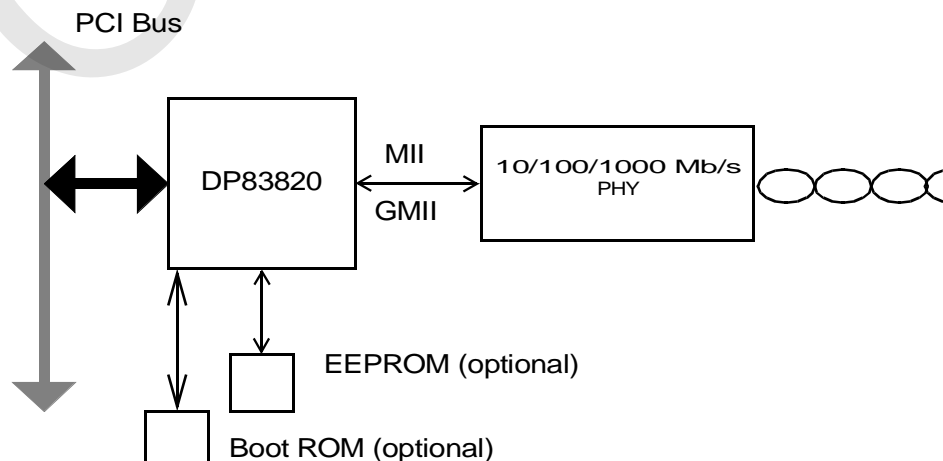 PCI Bus
DP83820
MII
GMII
10/100/1000 Mb/s
PHY
EEPROM (optional)
Boot ROM (optional)